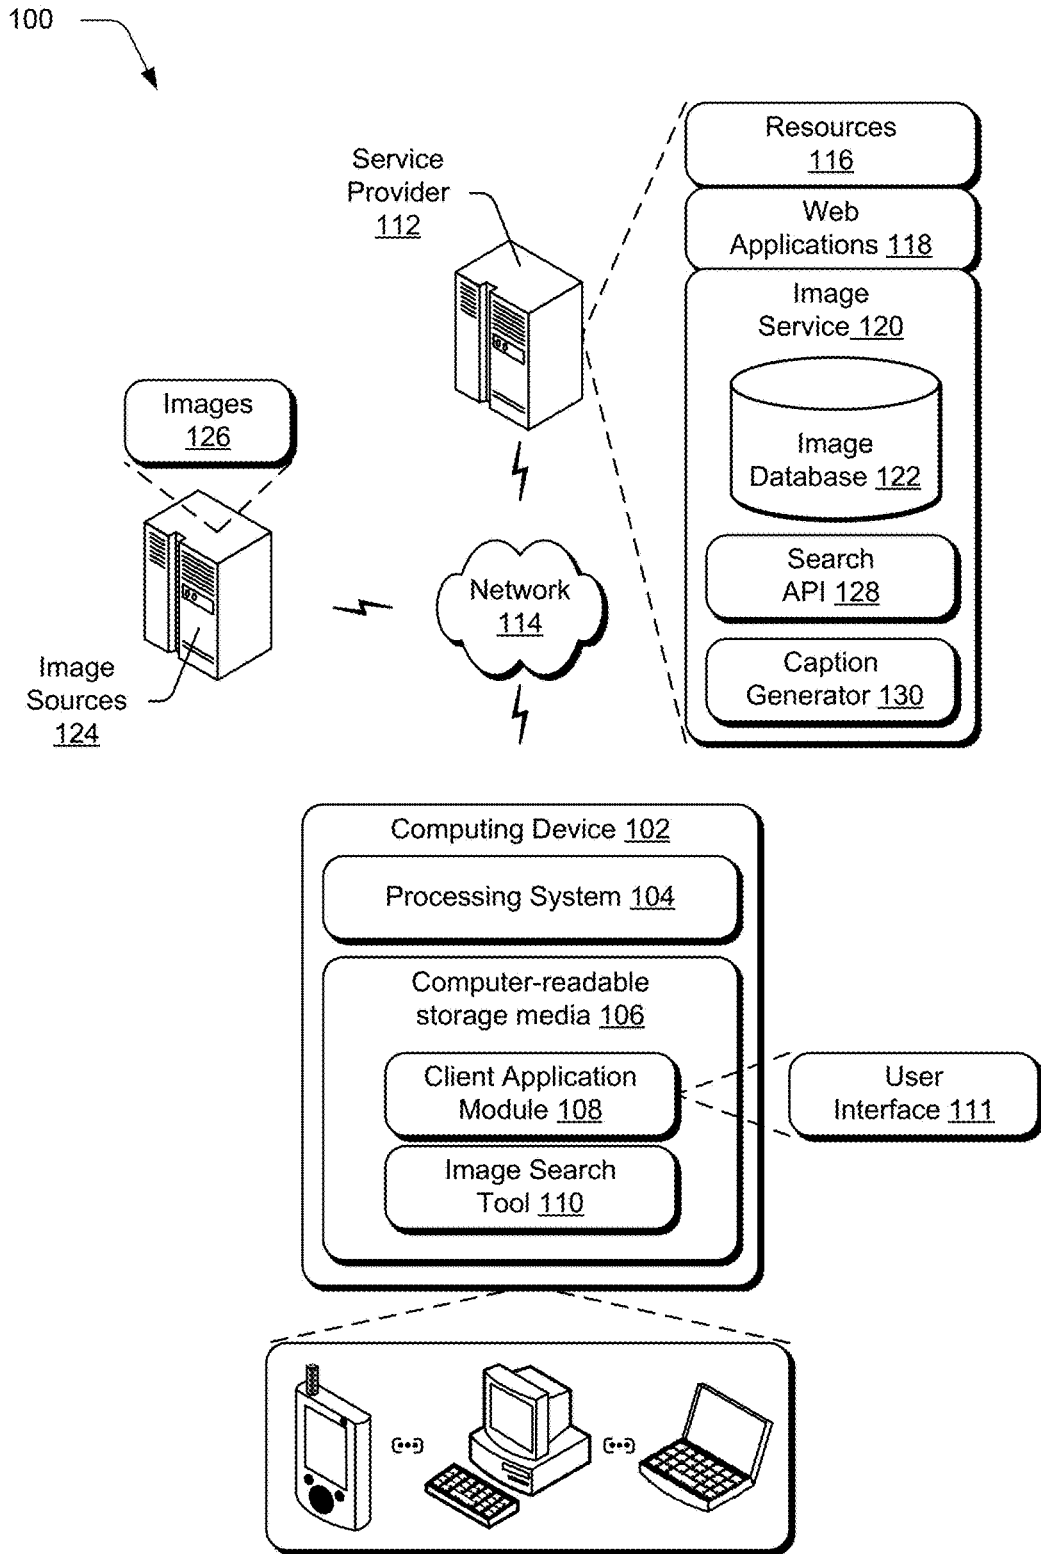 100
Service
Provider
112
Resources
116
Web
Applications 118
Image
Service 120
Image
Database 122
Search
API 128
Caption
Generator 130
Images
126
Image
Sources
124
Network
114
Computing Device 102
Processing System 104
Computer-readable
storage media 106
Client Application
Module 108
Image Search
Tool 110
User
Interface 111